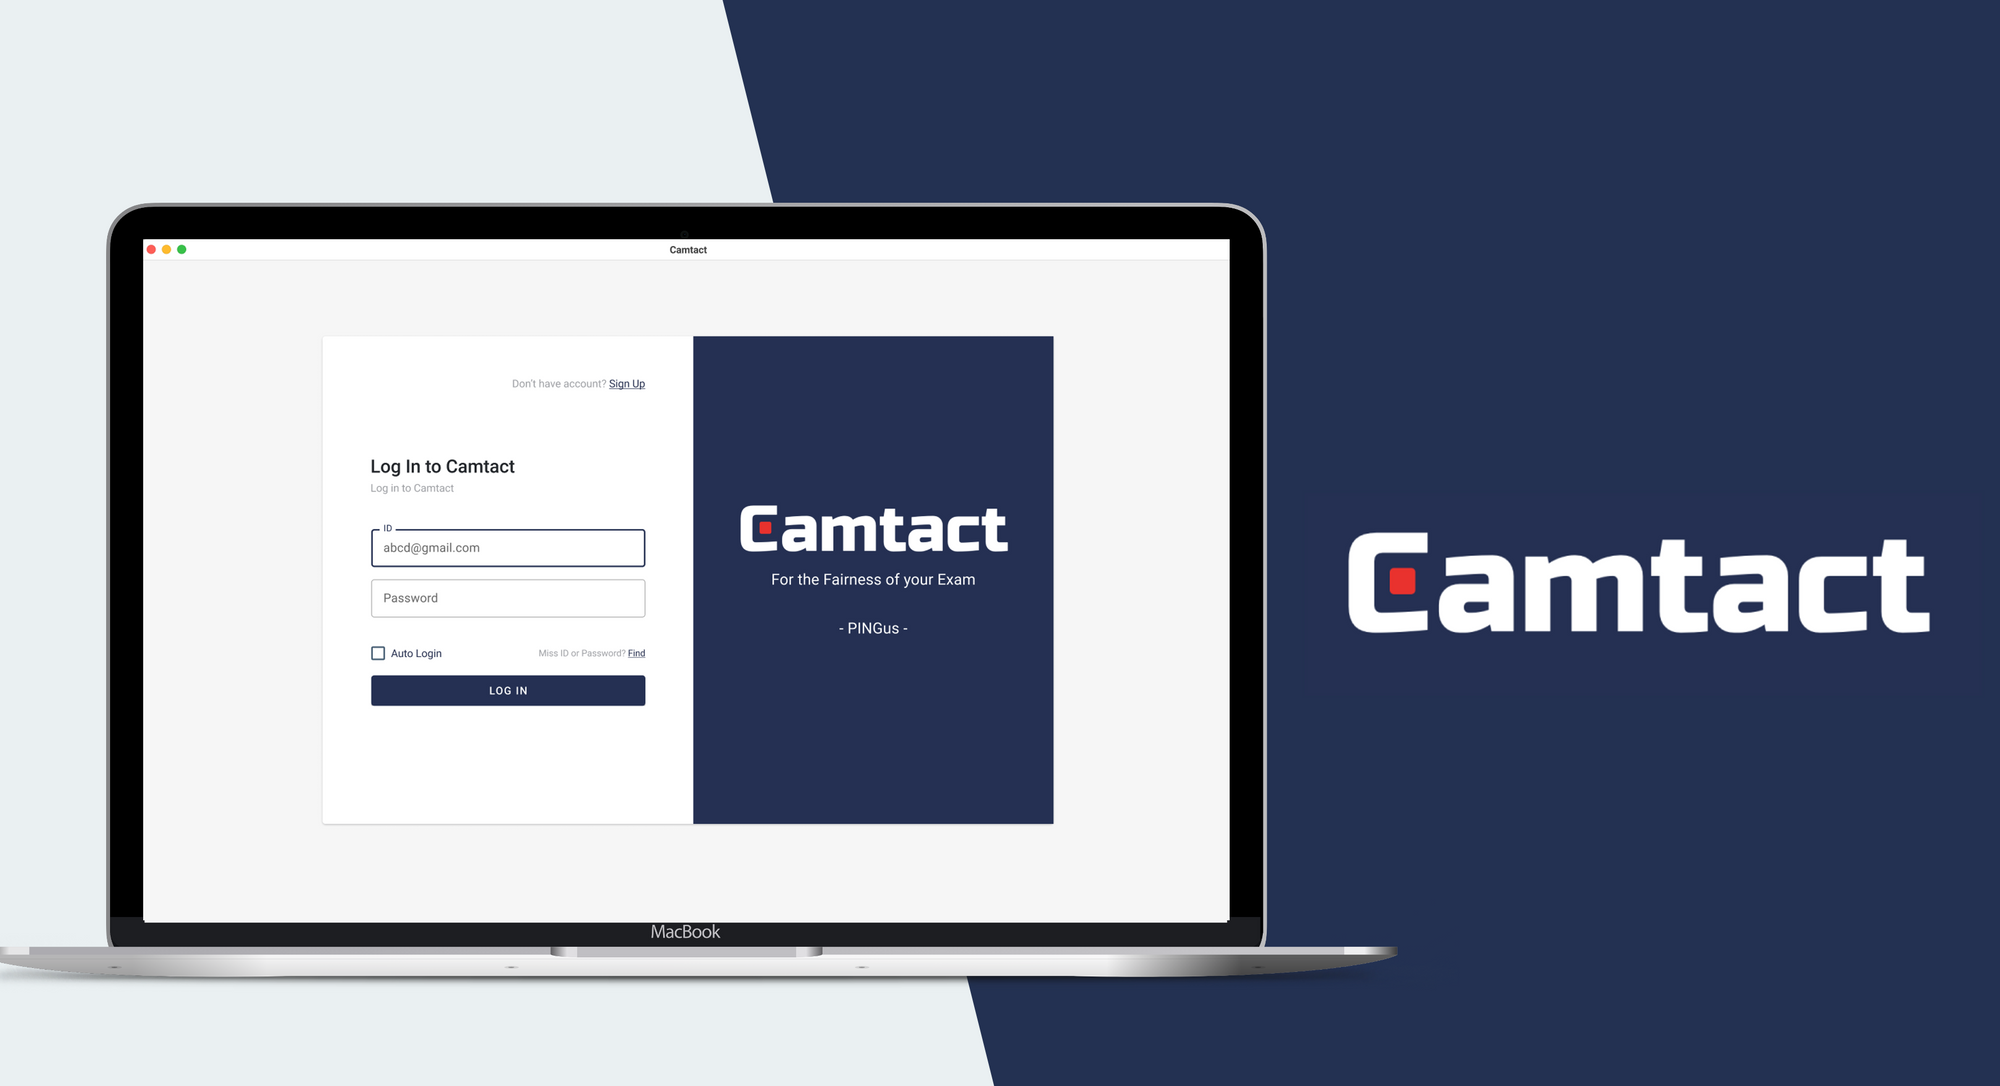 Camtact
Don't have account? Sign Up
Log In to Camtact
Log in to Camtact
ID
abcd@gmail.com
Password
Auto Login
Miss ID or Password? Find
LOG IN
Camtact
For the Fairness of your Exam
- PINGus -
MacBook
Camtact